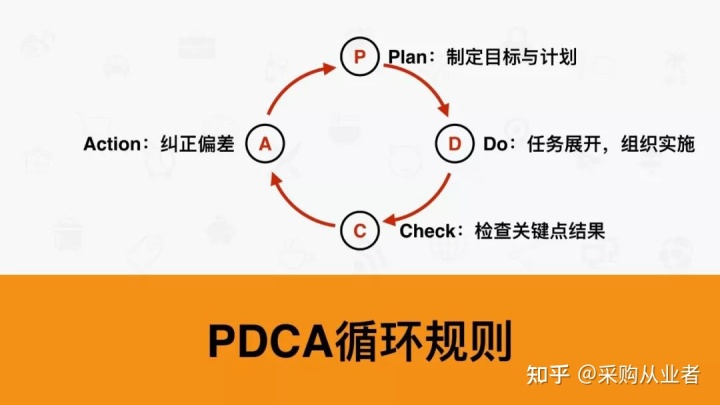 P
Plan：制定目标与计划
Action：纠正偏差
A
D
Do：任务展开，组织实施
C
Check：检查关键点结果
PDCA循环规则
知乎 @采购从业者